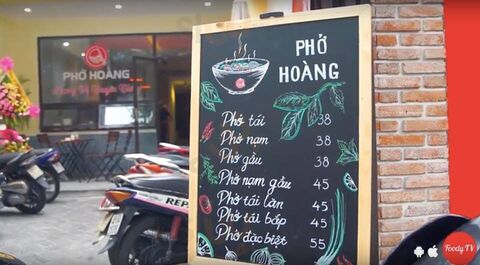 PHỞ HOÀNG
PHỞ
HOÀNG
Phở tái 38
Phở nạm 38
Phở gầu 38
Phở nạm gầu 45
Phở tái lăn 45
Phở tái bắp 45
Phở đặc biệt 55
REP
Foody TV